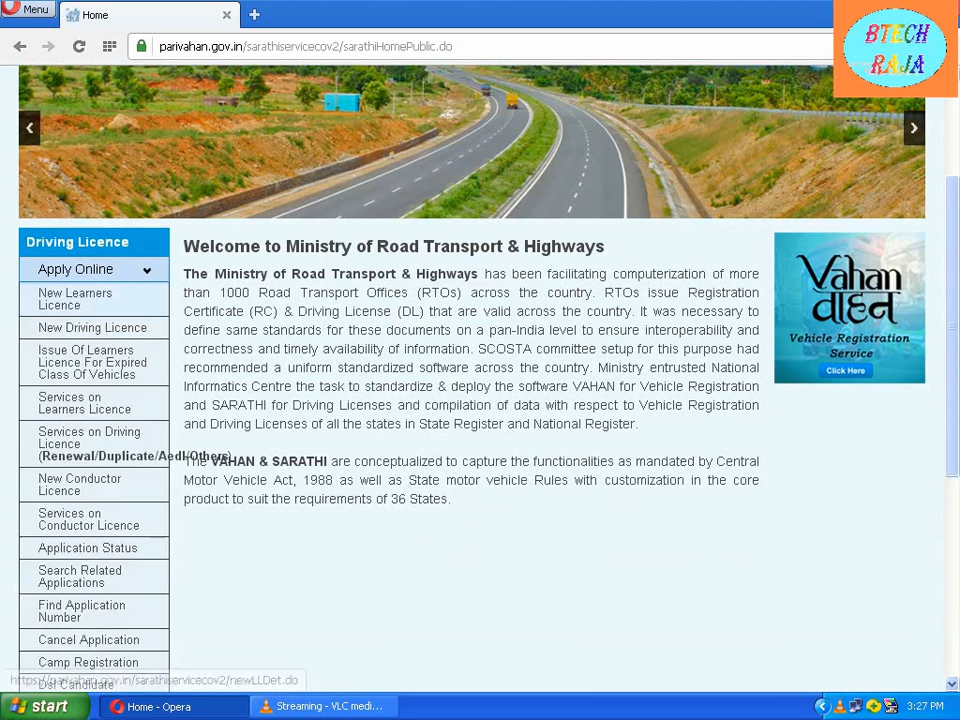 Menu
Home
parivahan.gov.in/sarathiservicecov2/sarathiHomePublic.do
BTECH
RAJA
Driving Licence
Apply Online
New Learners
Licence
New Driving Licence
Issue Of Learners
Licence For Expired
Class Of Vehicles
Services on
Learners Licence
Services on Driving
Licence
(Renewal/Duplicate/Aedl/Others)
New Conductor
Licence
Services on
Conductor Licence
Application Status
Search Related
Applications
Find Application
Number
Cancel Application
Camp Registration
Dsl Candidate
Welcome to Ministry of Road Transport & Highways
The Ministry of Road Transport & Highways has been facilitating computerization of more
than 1000 Road Transport Offices (RTOs) across the country. RTOs issue Registration
Certificate (RC) & Driving License (DL) that are valid across the country. It was necessary to
define same standards for these documents on a pan-India level to ensure interoperability and
correctness and timely availability of information. SCOSTA committee setup for this purpose had
recommended a uniform standardized software across the country. Ministry entrusted National
Informatics Centre the task to standardize & deploy the software VAHAN for Vehicle Registration
and SARATHI for Driving Licenses and compilation of data with respect to Vehicle Registration
and Driving Licenses of all the states in State Register and National Register.
The VAHAN & SARATHI are conceptualized to capture the functionalities as mandated by Central
Motor Vehicle Act, 1988 as well as State motor vehicle Rules with customization in the core
product to suit the requirements of 36 States.
Vahan
वाहन
Vehicle Registration
Service
Click Here
https://parivahan.gov.in/sarathiservicecov2/newLLDet.do
start
Home - Opera
Streaming - VLC medi...
3:27 PM